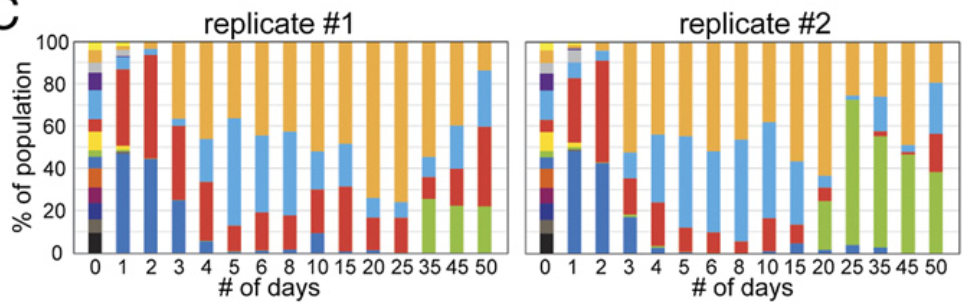 C
replicate #1
replicate #2
% of population
100
80
60
40
20
0
0 1 2 3 4 5 6 8 10 15 20 25 35 45 50
# of days
0 1 2 3 4 5 6 8 10 15 20 25 35 45 50
# of days